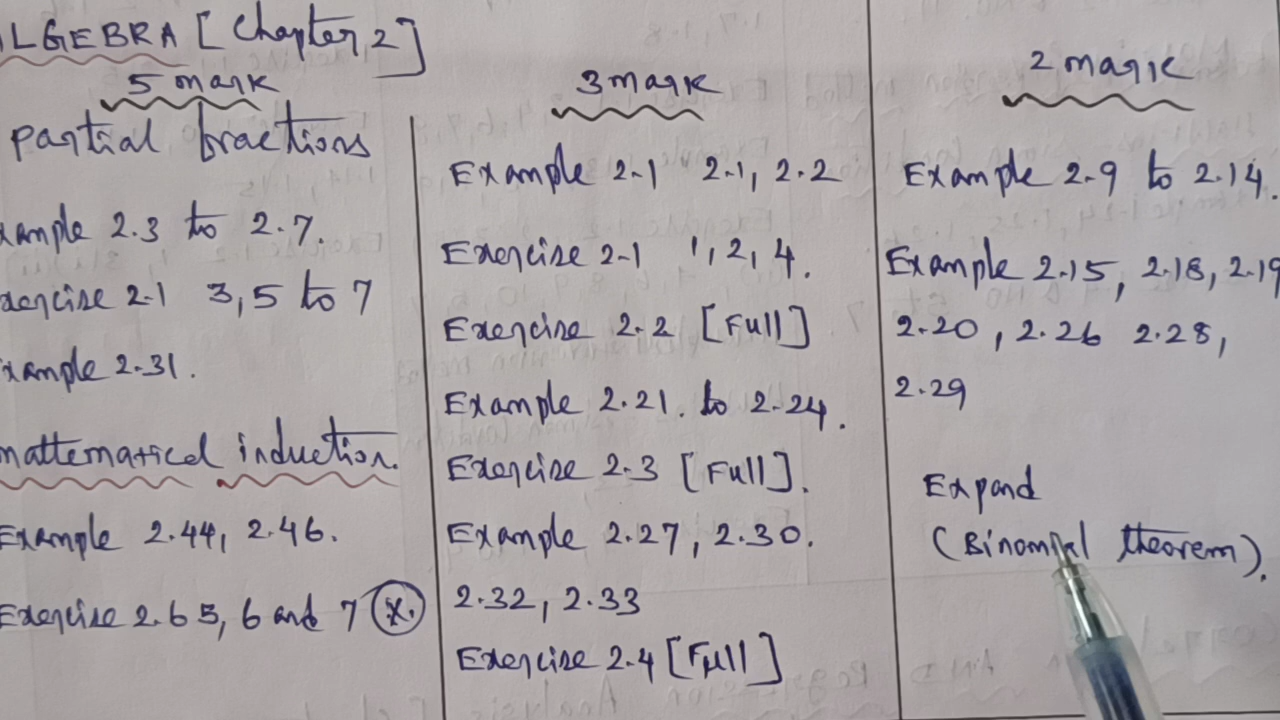 LGEBRA [Chapter 2]
5 mark
Partial fractions
xample 2.3 to 2.7.
xercise 2.1 3, 5 to 7
xample 2.31.
mattematical induction.
Example 2.44, 2.46.
Exercise 2.6 5, 6 and 7 (x.)
3 mark
Example 2.1 2.1, 2.2
Exercise 2.1 1, 2, 4.
Exercise 2.2 [Full]
Example 2.21. to 2.24.
Exercise 2.3 [Full].
Example 2.27, 2.30.
2.32, 2.33
Exercise 2.4 [Full]
2 mark
Example 2.9 to 2.14.
Example 2.15, 2.18, 2.19
2.20, 2.26 2.28,
2.29
Expand
(Binomial theorem).